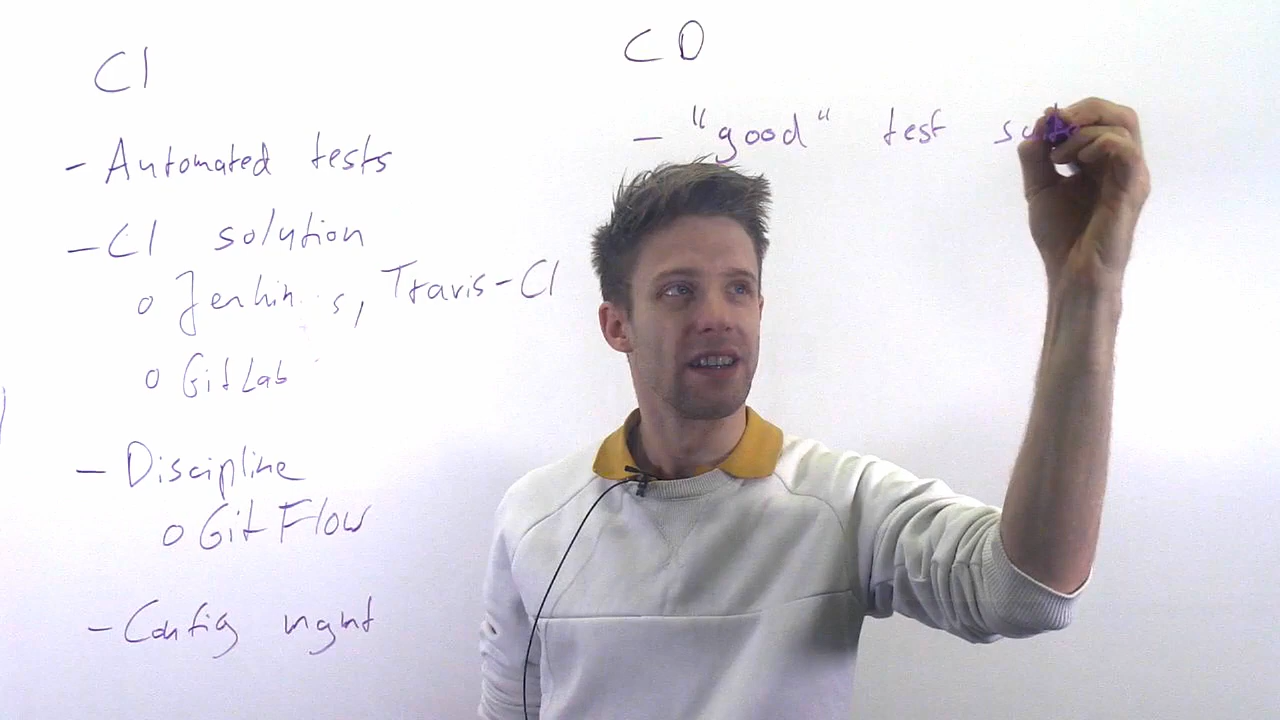 CI
- Automated tests
- CI solution
o Jenkins, Travis-CI
o GitLab
- Discipline
o Git Flow
- Config mgmt
CD
- "good" test